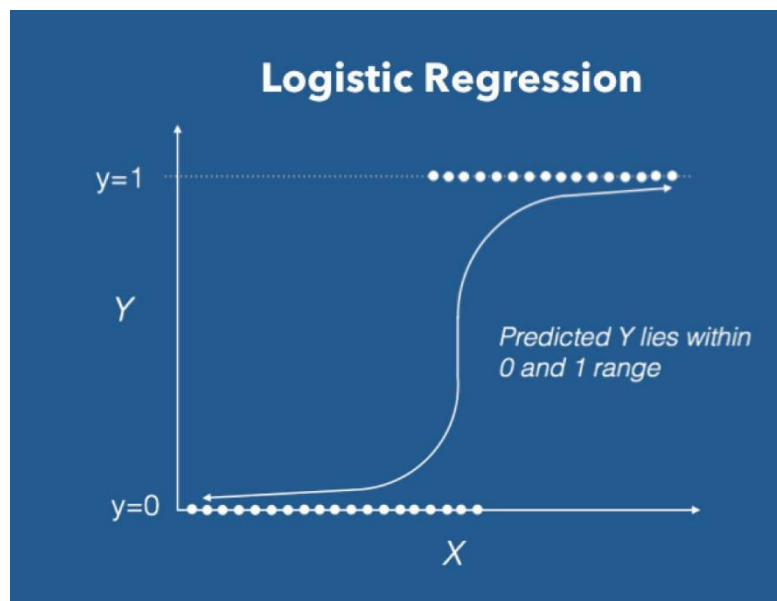 Logistic Regression
y=1
Y
Predicted Y lies within
0 and 1 range
y=0
X